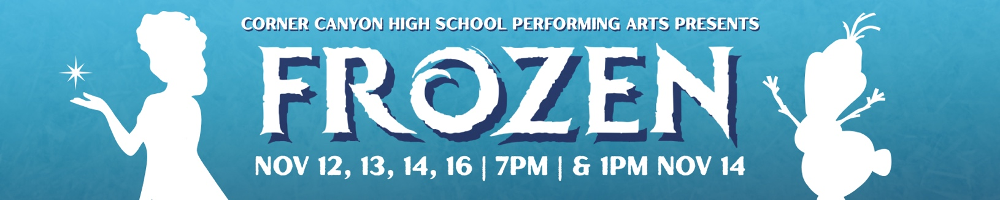 CORNER CANYON HIGH SCHOOL PERFORMING ARTS PRESENTS
FROZEN
NOV 12, 13, 14, 16 | 7PM | & 1PM NOV 14